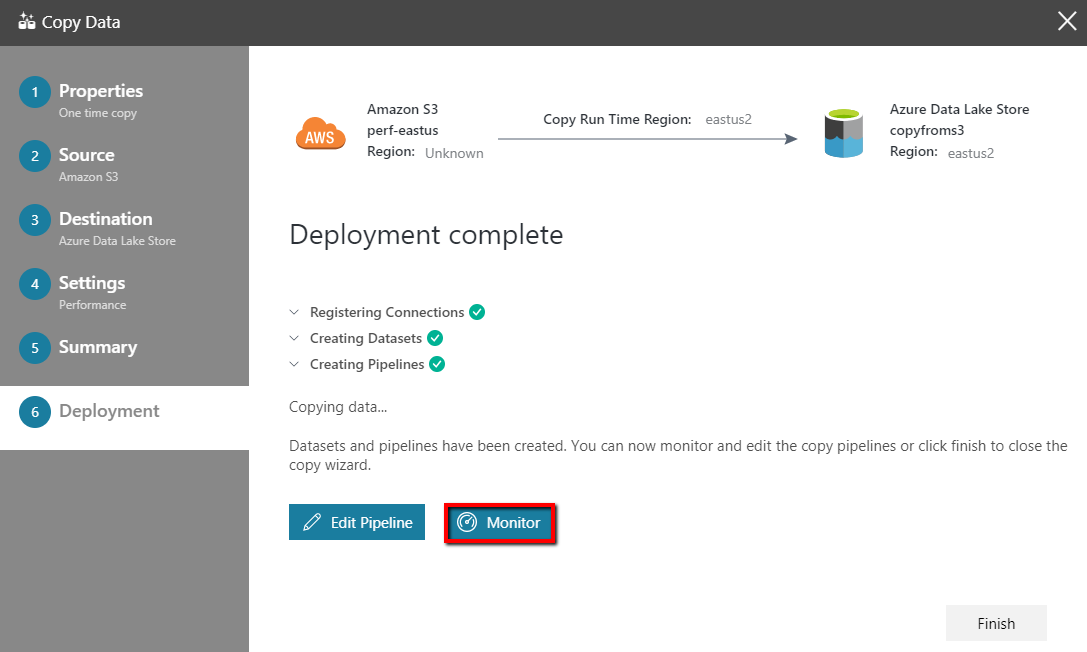 Copy Data
1 Properties
One time copy
2 Source
Amazon S3
3 Destination
Azure Data Lake Store
4 Settings
Performance
5 Summary
6 Deployment
AWS
Amazon S3
perf-eastus
Region: Unknown
Copy Run Time Region: eastus2
Azure Data Lake Store
copyfroms3
Region: eastus2
Deployment complete
Registering Connections
Creating Datasets
Creating Pipelines
Copying data...
Datasets and pipelines have been created. You can now monitor and edit the copy pipelines or click finish to close the
copy wizard.
Edit Pipeline
Monitor
Finish